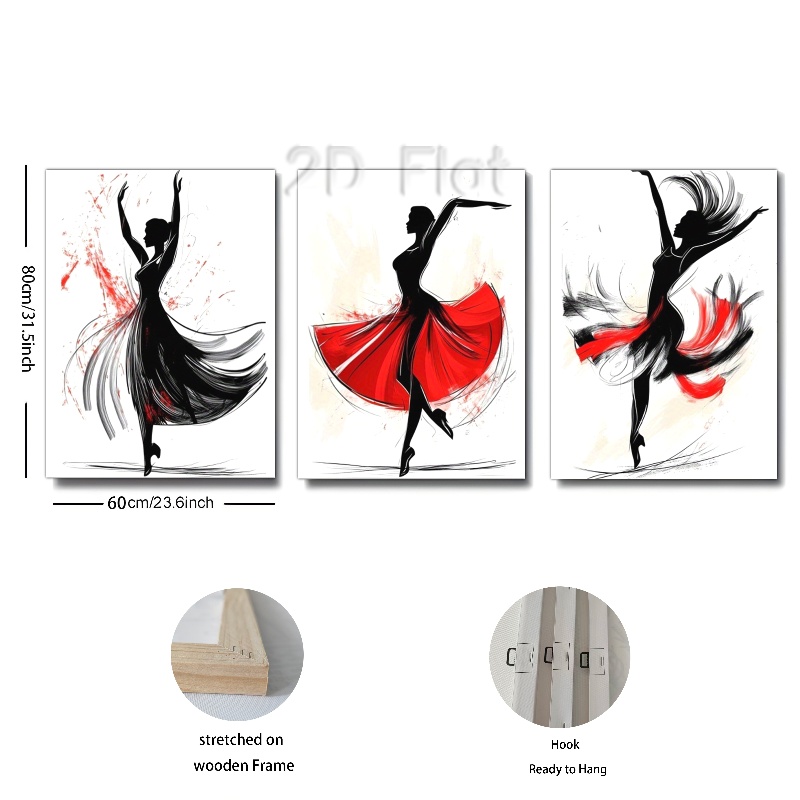 2D Flat
80cm/31.5inch
60cm/23.6inch
stretched on
wooden Frame
Hook
Ready to Hang